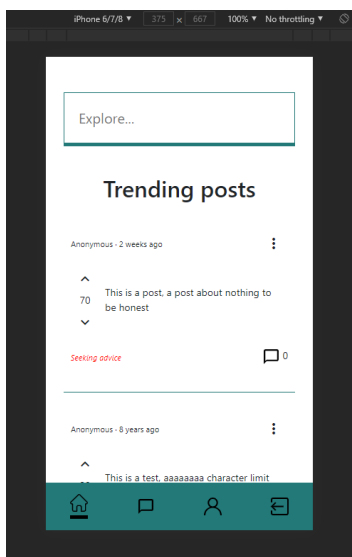 iPhone 6/7/8 ▼ 375 x 667 100% ▼ No throttling ▼
Explore...
Trending posts
Anonymous - 2 weeks ago
70
This is a post, a post about nothing to
be honest
Seeking advice
0
Anonymous - 8 years ago
This is a test, aaaaaaaa character limit